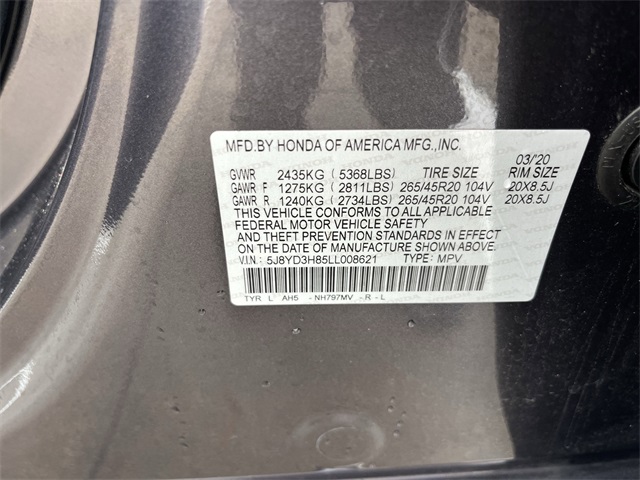 MFD.BY HONDA OF AMERICA MFG.,INC. 03/20
GVWR 2435KG ( 5368LBS) TIRE SIZE RIM SIZE
GAWR F 1275KG ( 2811LBS) 265/45R20 104V 20X8.5J
GAWR R 1240KG ( 2734LBS) 265/45R20 104V 20X8.5J
THIS VEHICLE CONFORMS TO ALL APPLICABLE
FEDERAL MOTOR VEHICLE SAFETY
AND THEFT PREVENTION STANDARDS IN EFFECT
ON THE DATE OF MANUFACTURE SHOWN ABOVE.
V.I.N.: 5J8YD3H85LL008621 TYPE: MPV
TYR L AH5 -NH797MV -R-L